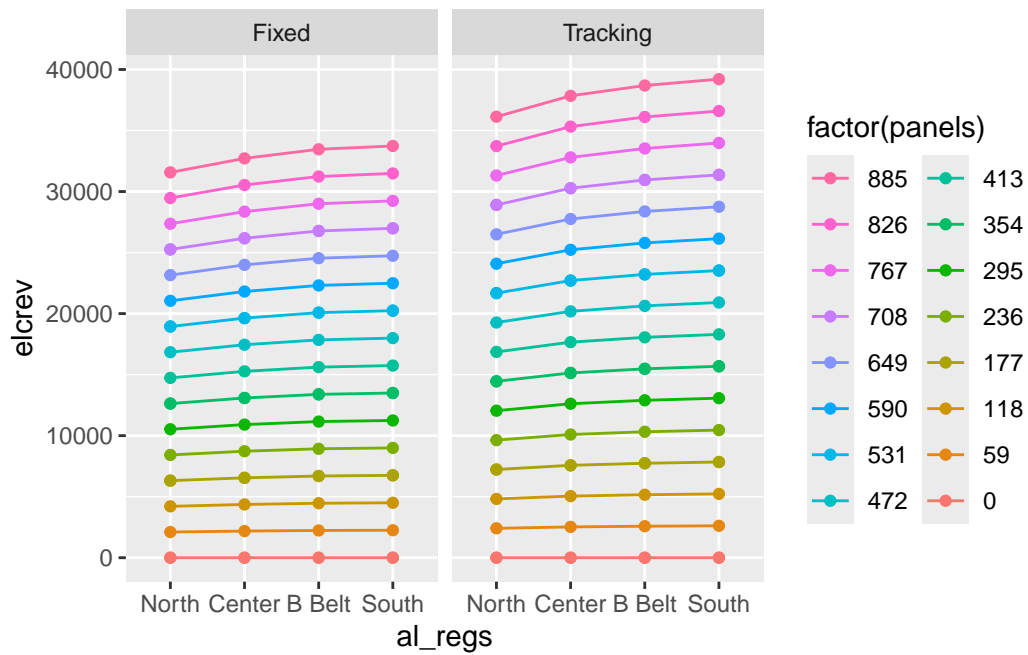 Fixed Tracking
40000
30000
20000
10000
0
elcrev
North Center B Belt South North Center B Belt South
al_regs
factor(panels)
885 413
826 354
767 295
708 236
649 177
590 118
531 59
472 0